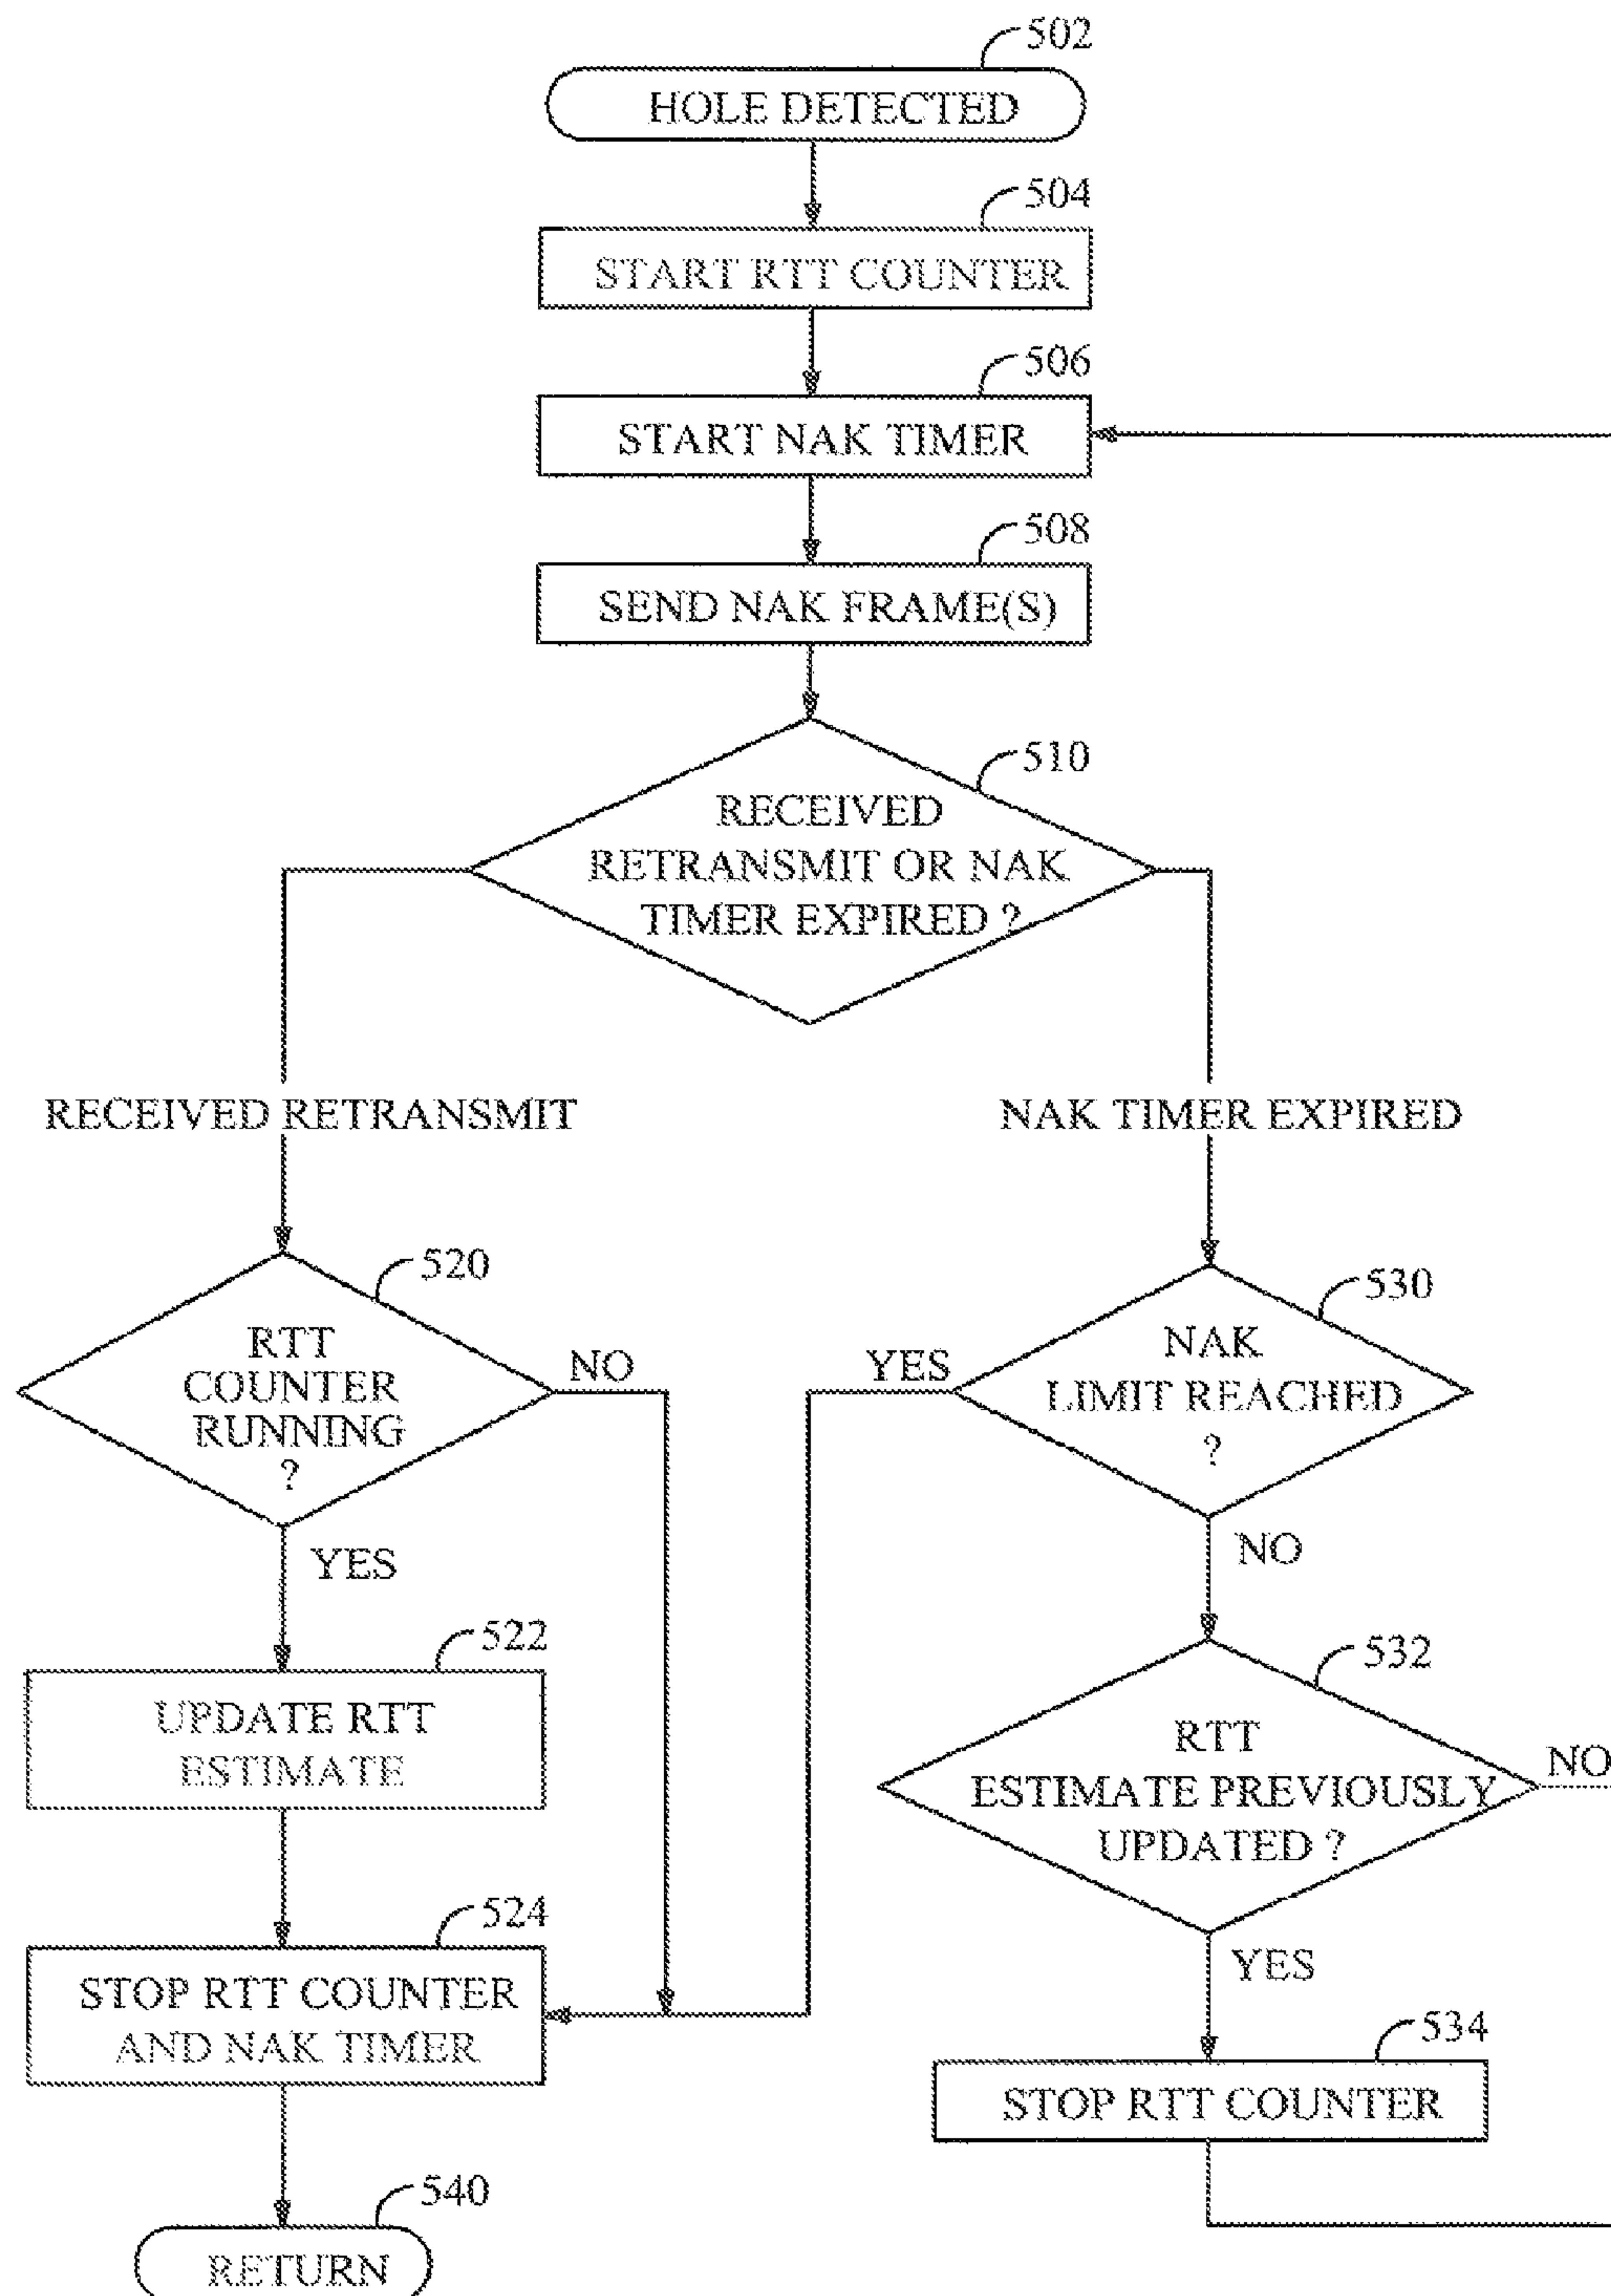 502
HOLE DETECTED
504
START RTT COUNTER
506
START NAK TIMER
508
SEND NAK FRAME(S)
510
RECEIVED
RETRANSMIT OR NAK
TIMER EXPIRED ?
RECEIVED RETRANSMIT
NAK TIMER EXPIRED
520
RTT
COUNTER
RUNNING
?
NO
YES
530
NAK
LIMIT REACHED
?
YES
NO
522
UPDATE RTT
ESTIMATE
532
RTT
ESTIMATE PREVIOUSLY
UPDATED ?
NO
YES
524
STOP RTT COUNTER
AND NAK TIMER
534
STOP RTT COUNTER
540
RETURN